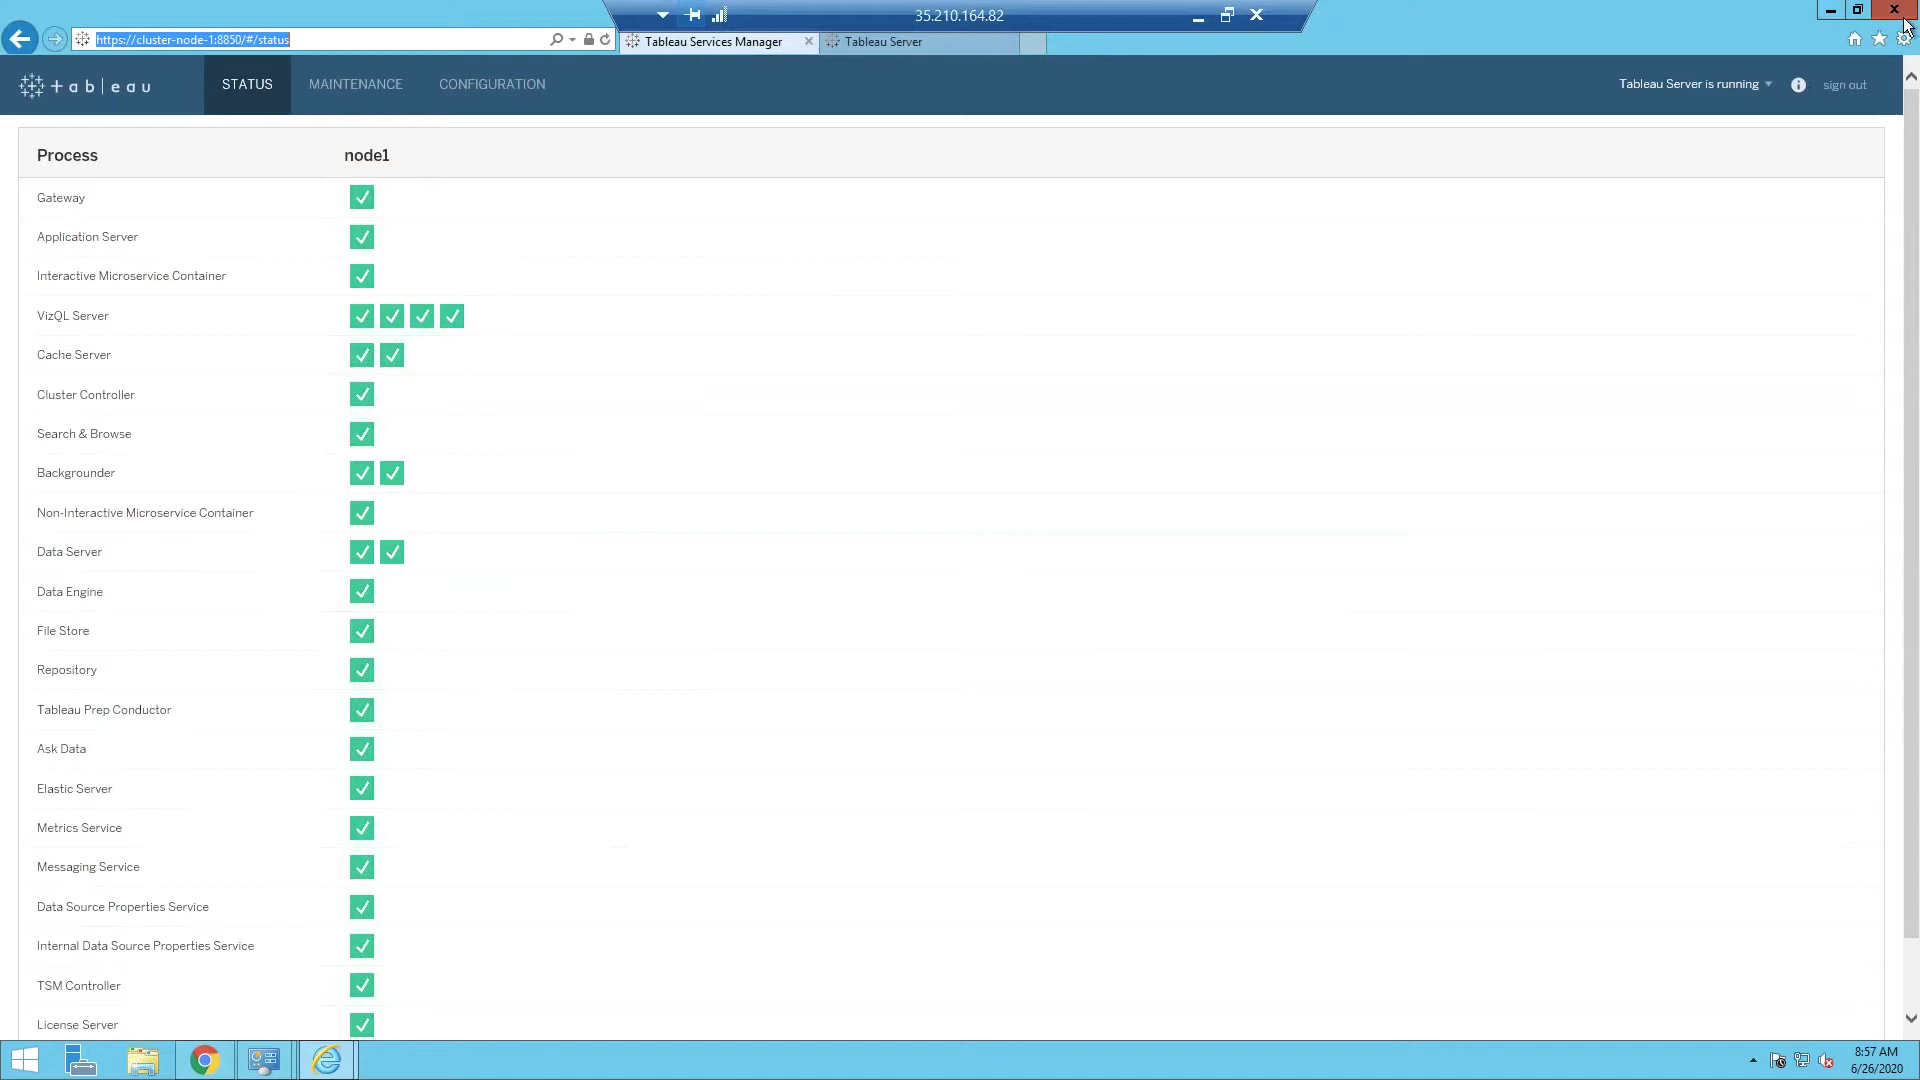 35.210.164.82
https://cluster-node-1:8850/#/status
Tableau Services Manager
Tableau Server
+ a b | e a u
STATUS
MAINTENANCE
CONFIGURATION
Tableau Server is running
sign out
Process
node1
Gateway
Application Server
Interactive Microservice Container
VizQL Server
Cache Server
Cluster Controller
Search & Browse
Backgrounder
Non-Interactive Microservice Container
Data Server
Data Engine
File Store
Repository
Tableau Prep Conductor
Ask Data
Elastic Server
Metrics Service
Messaging Service
Data Source Properties Service
Internal Data Source Properties Service
TSM Controller
License Server
8:57 AM
6/26/2020